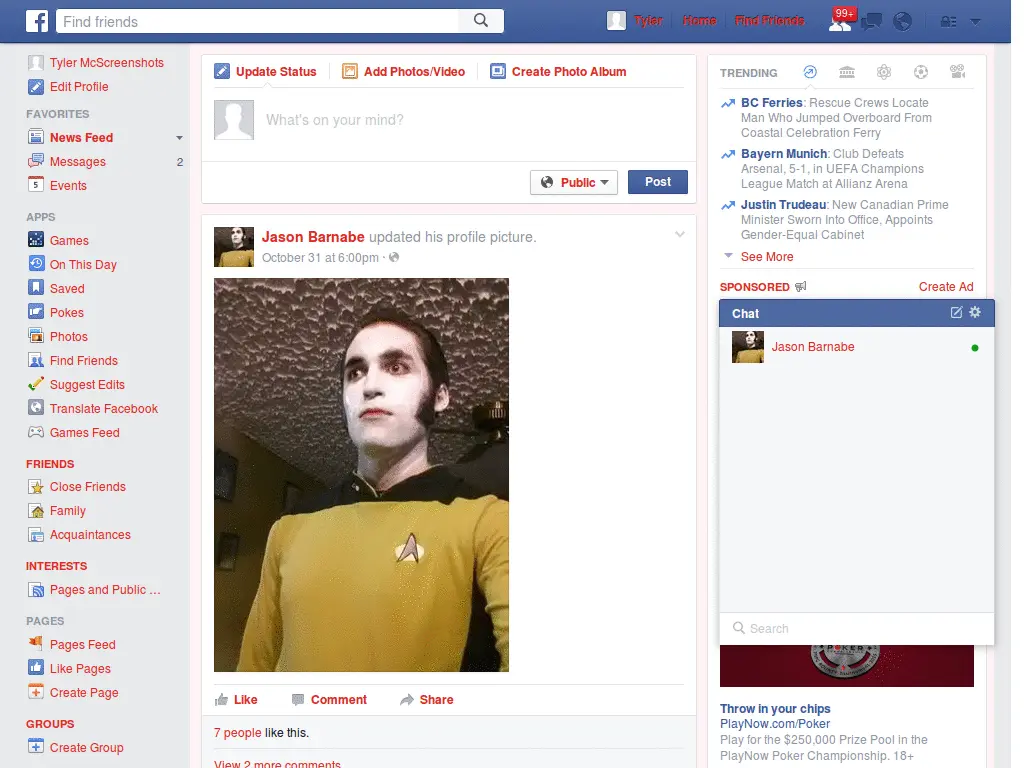 f
Find friends
Tyler
Home
Find Friends
99+
Tyler McScreenshots
Edit Profile
FAVORITES
News Feed
Messages
2
5
Events
APPS
Games
On This Day
Saved
Pokes
Photos
Find Friends
Suggest Edits
Translate Facebook
Games Feed
FRIENDS
Close Friends
Family
Acquaintances
INTERESTS
Pages and Public ...
PAGES
Pages Feed
Like Pages
Create Page
GROUPS
Create Group
Update Status
Add Photos/Video
Create Photo Album
What's on your mind?
Public
Post
Jason Barnabe updated his profile picture.
October 31 at 6:00pm ·
Like
Comment
Share
7 people like this.
View 2 more comments
TRENDING
BC Ferries: Rescue Crews Locate
Man Who Jumped Overboard From
Coastal Celebration Ferry
Bayern Munich: Club Defeats
Arsenal, 5-1, in UEFA Champions
League Match at Allianz Arena
Justin Trudeau: New Canadian Prime
Minister Sworn Into Office, Appoints
Gender-Equal Cabinet
See More
SPONSORED
Create Ad
Chat
Jason Barnabe
Search
POKER
Throw in your chips
PlayNow.com/Poker
Play for the $250,000 Prize Pool in the
PlayNow Poker Championship. 18+